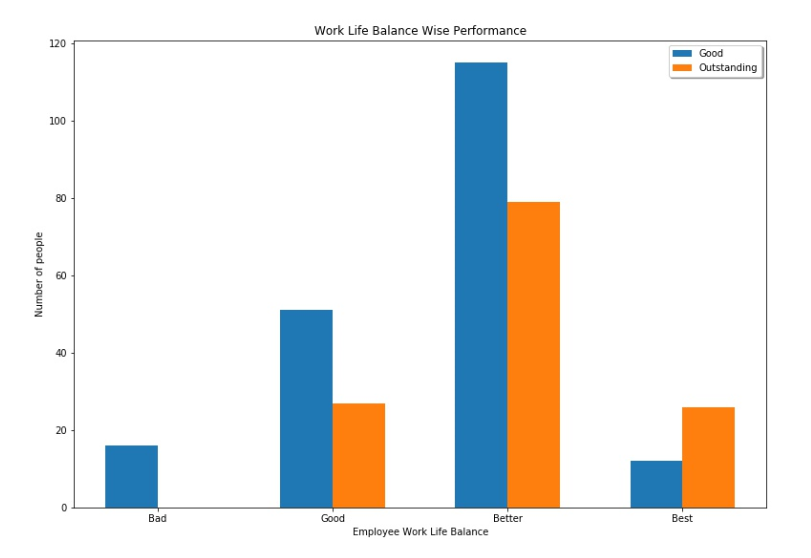 Work Life Balance Wise Performance
Good
Outstanding
120
100
80
60
40
20
0
Number of people
Bad Good Better Best
Employee Work Life Balance